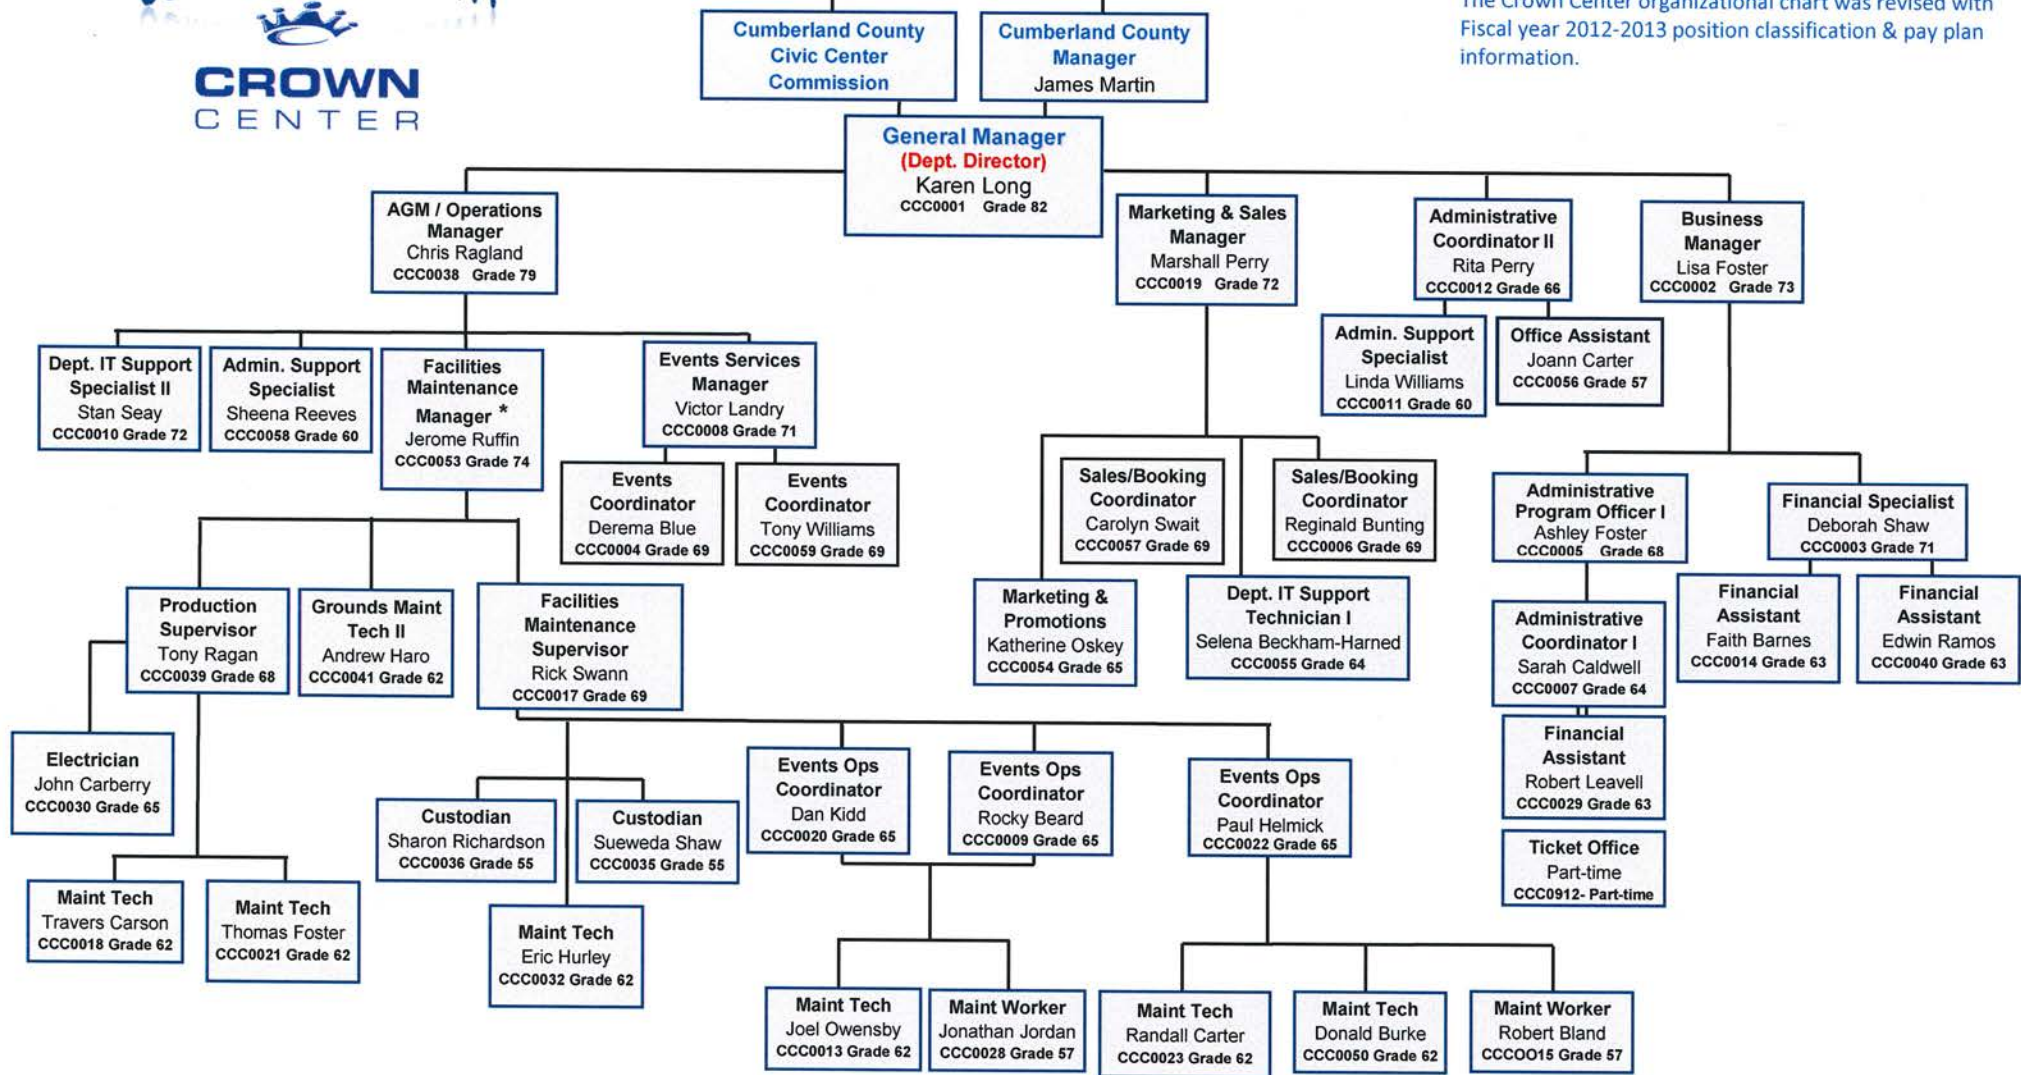 The Crown Center organizational chart was revised with
Fiscal year 2012-2013 position classification & pay plan
information.
CROWN
CENTER
Cumberland County
Civic Center
Commission
Cumberland County
Manager
James Martin
General Manager
(Dept. Director)
Karen Long
CCC0001 Grade 82
AGM / Operations
Manager
Chris Ragland
CCC0038 Grade 79
Marketing & Sales
Manager
Marshall Perry
CCC0019 Grade 72
Administrative
Coordinator II
Rita Perry
CCC0012 Grade 66
Business
Manager
Lisa Foster
CCC0002 Grade 73
Dept. IT Support
Specialist II
Stan Seay
CCC0010 Grade 72
Admin. Support
Specialist
Sheena Reeves
CCC0058 Grade 60
Facilities
Maintenance
Manager *
Jerome Ruffin
CCC0053 Grade 74
Events Services
Manager
Victor Landry
CCC0008 Grade 71
Admin. Support
Specialist
Linda Williams
CCC0011 Grade 60
Office Assistant
Joann Carter
CCC0056 Grade 57
Events
Coordinator
Derema Blue
CCC0004 Grade 69
Events
Coordinator
Tony Williams
CCC0059 Grade 69
Sales/Booking
Coordinator
Carolyn Swait
CCC0057 Grade 69
Sales/Booking
Coordinator
Reginald Bunting
CCC0006 Grade 69
Administrative
Program Officer I
Ashley Foster
CCC0005 Grade 68
Financial Specialist
Deborah Shaw
CCC0003 Grade 71
Production
Supervisor
Tony Ragan
CCC0039 Grade 68
Grounds Maint
Tech II
Andrew Haro
CCC0041 Grade 62
Facilities
Maintenance
Supervisor
Rick Swann
CCC0017 Grade 69
Marketing &
Promotions
Katherine Oskey
CCC0054 Grade 65
Dept. IT Support
Technician I
Selena Beckham-Harned
CCC0055 Grade 64
Administrative
Coordinator I
Sarah Caldwell
CCC0007 Grade 64
Financial
Assistant
Faith Barnes
CCC0014 Grade 63
Financial
Assistant
Edwin Ramos
CCC0040 Grade 63
Electrician
John Carberry
CCC0030 Grade 65
Custodian
Sharon Richardson
CCC0036 Grade 55
Custodian
Sueweda Shaw
CCC0035 Grade 55
Events Ops
Coordinator
Dan Kidd
CCC0020 Grade 65
Events Ops
Coordinator
Rocky Beard
CCC0009 Grade 65
Events Ops
Coordinator
Paul Helmick
CCC0022 Grade 65
Financial
Assistant
Robert Leavell
CCC0029 Grade 63
Ticket Office
Part-time
CCC0912- Part-time
Maint Tech
Travers Carson
CCC0018 Grade 62
Maint Tech
Thomas Foster
CCC0021 Grade 62
Maint Tech
Eric Hurley
CCC0032 Grade 62
Maint Tech
Joel Owensby
CCC0013 Grade 62
Maint Worker
Jonathan Jordan
CCC0028 Grade 57
Maint Tech
Randall Carter
CCC0023 Grade 62
Maint Tech
Donald Burke
CCC0050 Grade 62
Maint Worker
Robert Bland
CCCOO15 Grade 57